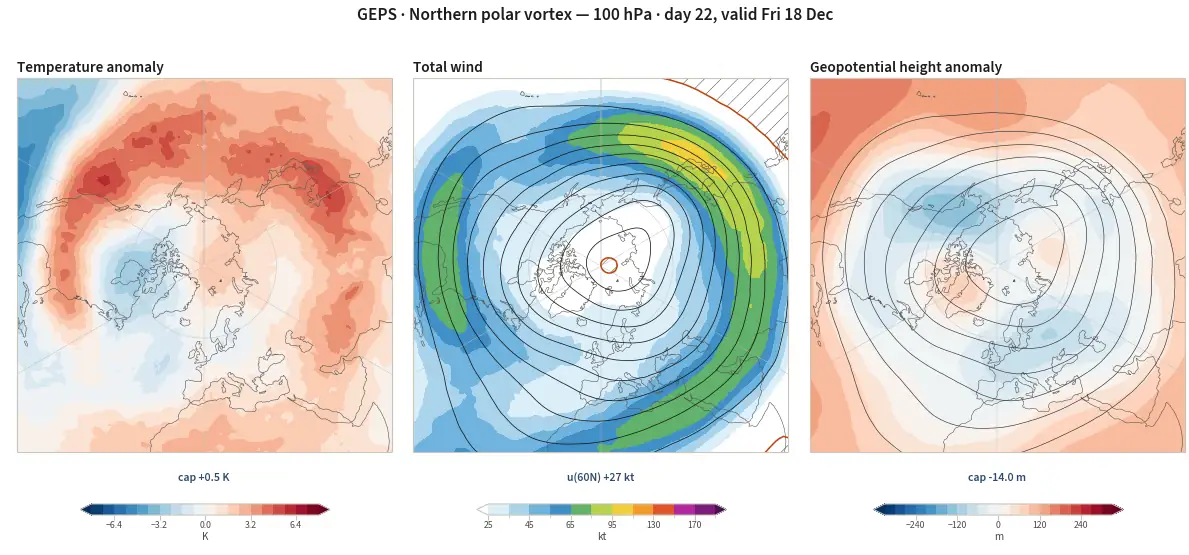 GEPS · Northern polar vortex — 100 hPa · day 22, valid Fri 18 Dec
Temperature anomaly
Total wind
Geopotential height anomaly
cap +0.5 K
u(60N) +27 kt
cap -14.0 m
−6.4 −3.2 0.0 3.2 6.4
K
25 45 65 95 130 170
kt
−240 −120 0 120 240
m